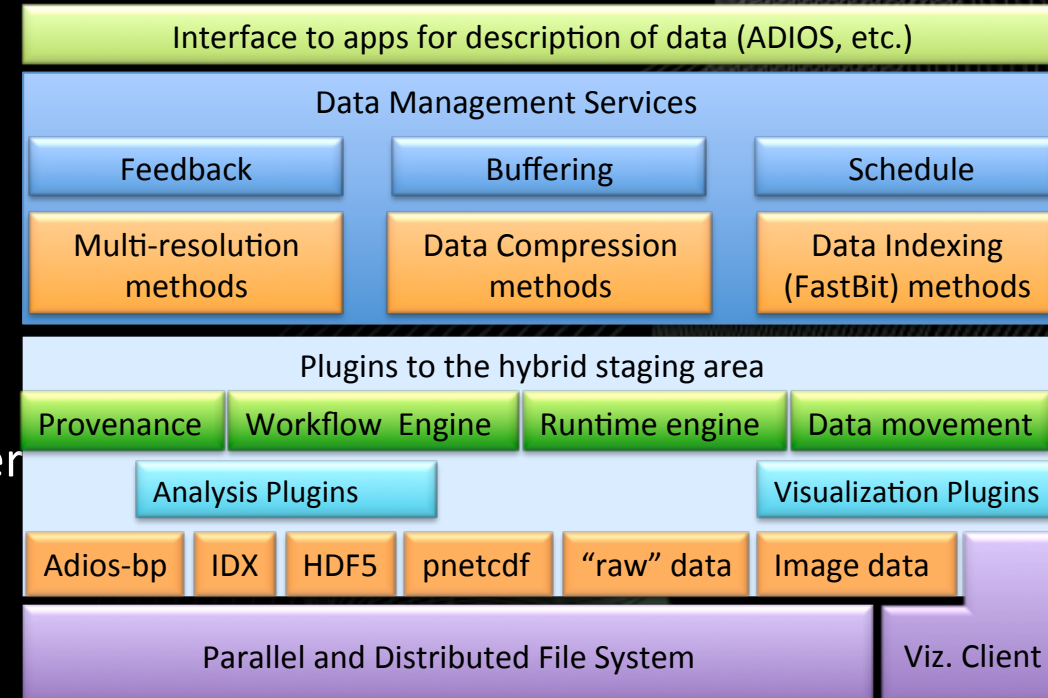 Interface to apps for description of data (ADIOS, etc.)
Data Management Services
Feedback
Buffering
Schedule
Multi-resolution
methods
Data Compression
methods
Data Indexing
(FastBit) methods
Plugins to the hybrid staging area
Provenance
Workflow Engine
Runtime engine
Data movement
er
Analysis Plugins
Visualization Plugins
Adios-bp
IDX
HDF5
pnetcdf
“raw” data
Image data
Parallel and Distributed File System
Viz. Client